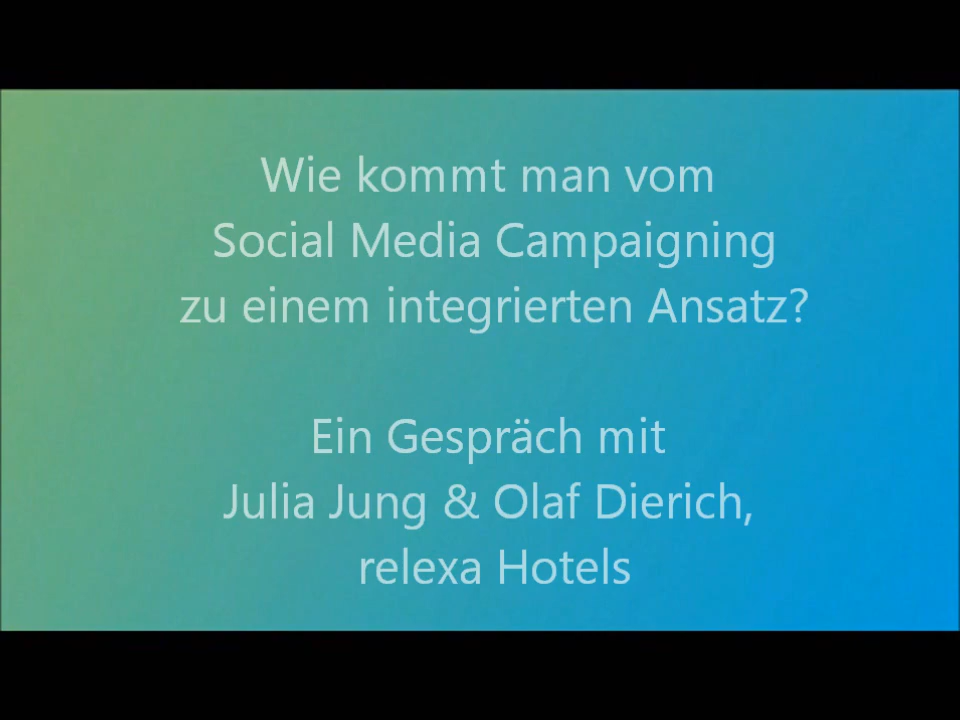 Wie kommt man vom
Social Media Campaigning
zu einem integrierten Ansatz?
Ein Gespräch mit
Julia Jung & Olaf Dierich,
relexa Hotels